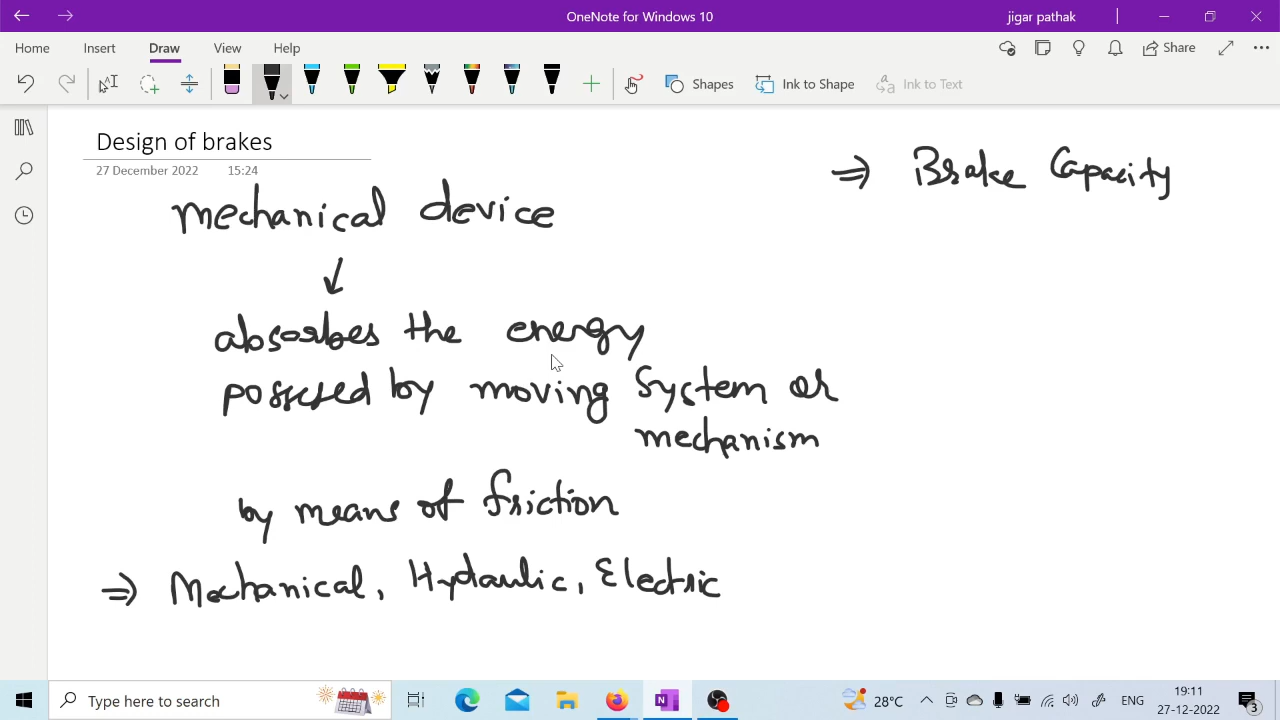 OneNote for Windows 10
jigar pathak
Home Insert Draw View Help
Share
Shapes
Ink to Shape
Ink to Text
Design of brakes
27 December 2022 15:24
mechanical device
absorbes the energy
possesed by moving System or
mechanism
by means of friction
⇒ Mechanical, Hydraulic, Electric
⇒ Brake Capacity
Type here to search
28°C
ENG
19:11
27-12-2022
3